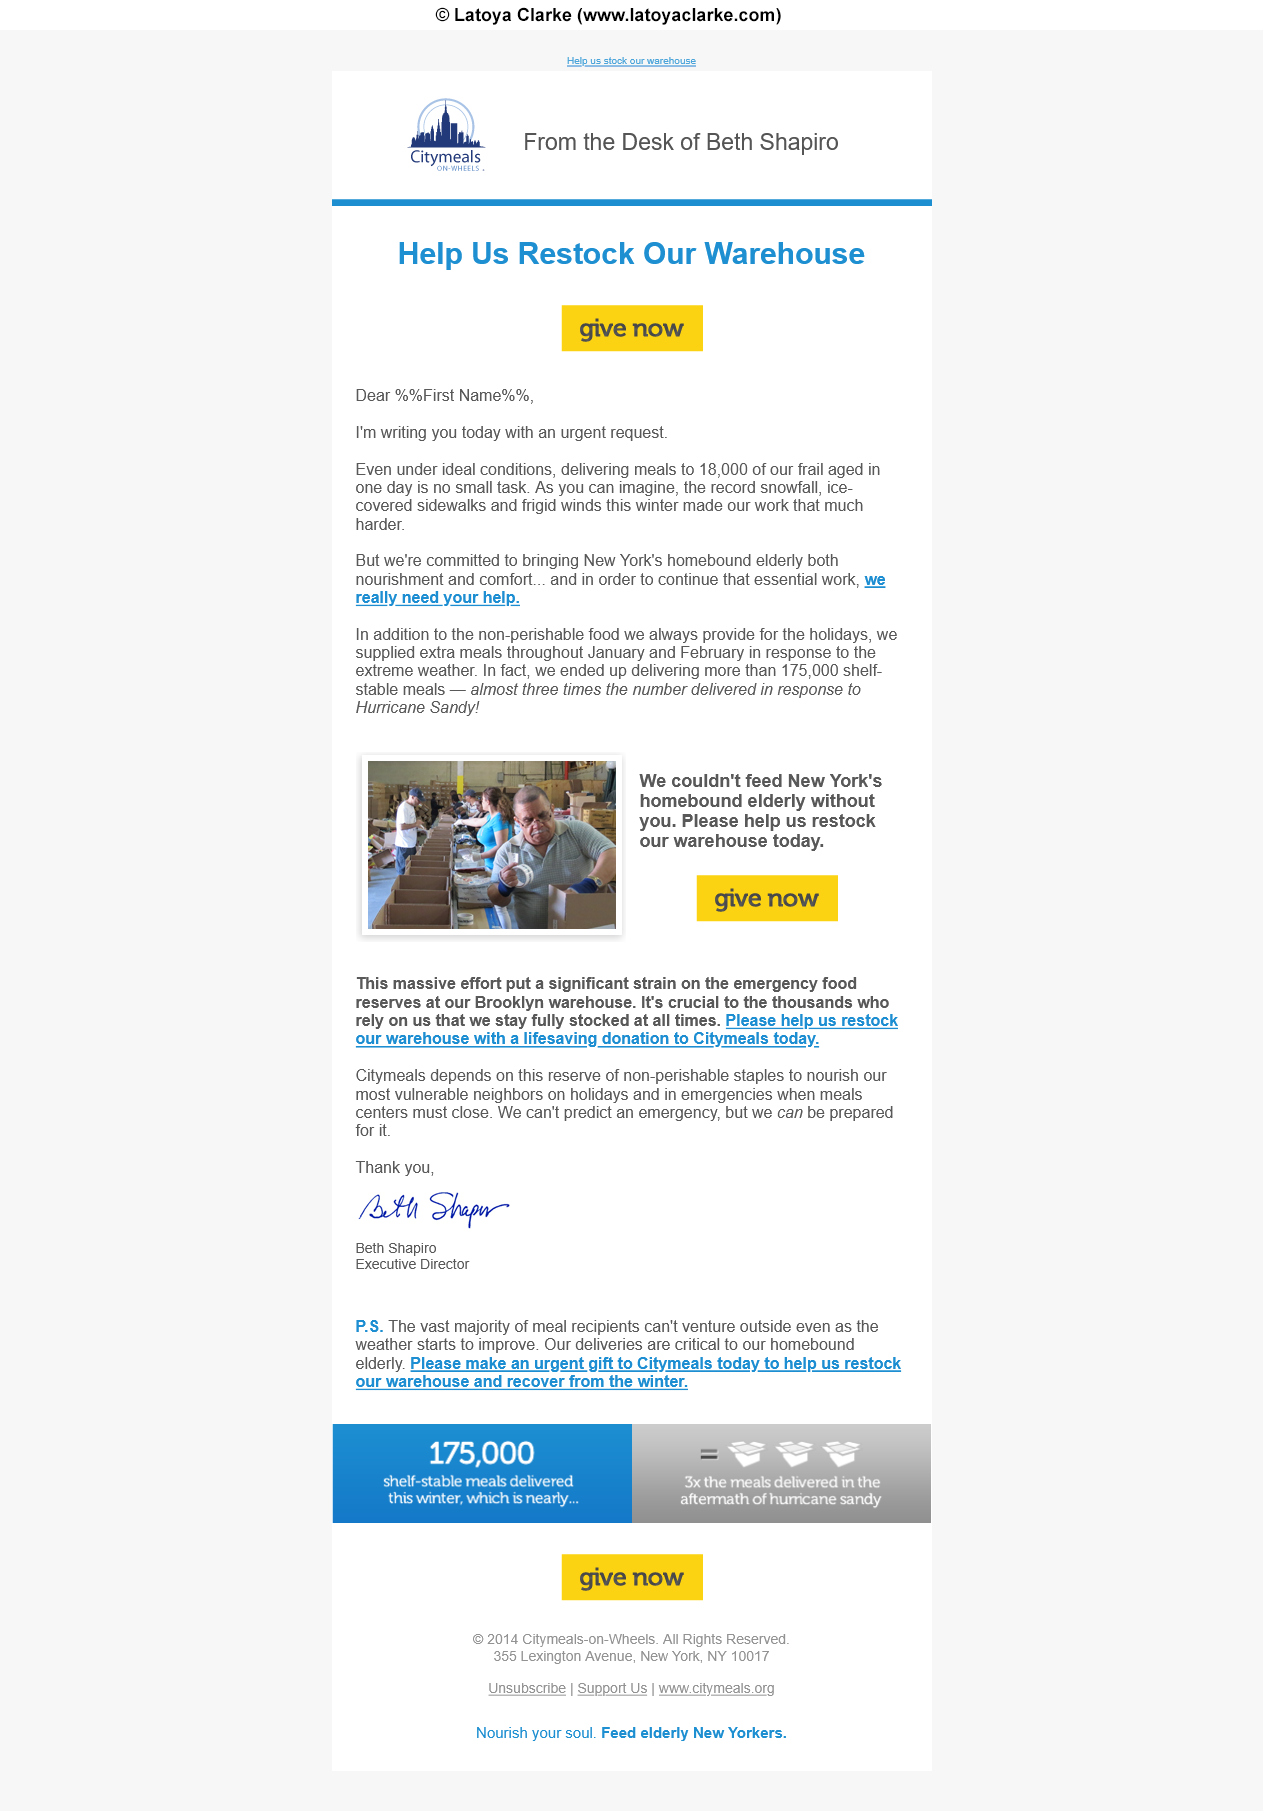 © Latoya Clarke (www.latoyaclarke.com)
Help us stock our warehouse
Citymeals
ON-WHEELS
From the Desk of Beth Shapiro
Help Us Restock Our Warehouse
give now
Dear %%First Name%%,
I'm writing you today with an urgent request.
Even under ideal conditions, delivering meals to 18,000 of our frail aged in
one day is no small task. As you can imagine, the record snowfall, ice-
covered sidewalks and frigid winds this winter made our work that much
harder.
But we're committed to bringing New York's homebound elderly both
nourishment and comfort... and in order to continue that essential work, we
really need your help.
In addition to the non-perishable food we always provide for the holidays, we
supplied extra meals throughout January and February in response to the
extreme weather. In fact, we ended up delivering more than 175,000 shelf-
stable meals — almost three times the number delivered in response to
Hurricane Sandy!
We couldn't feed New York's
homebound elderly without
you. Please help us restock
our warehouse today.
give now
This massive effort put a significant strain on the emergency food
reserves at our Brooklyn warehouse. It's crucial to the thousands who
rely on us that we stay fully stocked at all times. Please help us restock
our warehouse with a lifesaving donation to Citymeals today.
Citymeals depends on this reserve of non-perishable staples to nourish our
most vulnerable neighbors on holidays and in emergencies when meals
centers must close. We can't predict an emergency, but we can be prepared
for it.
Thank you,
Beth Shapiro
Beth Shapiro
Executive Director
P.S. The vast majority of meal recipients can't venture outside even as the
weather starts to improve. Our deliveries are critical to our homebound
elderly. Please make an urgent gift to Citymeals today to help us restock
our warehouse and recover from the winter.
175,000
shelf-stable meals delivered
this winter, which is nearly...
=
3x the meals delivered in the
aftermath of hurricane sandy
give now
© 2014 Citymeals-on-Wheels. All Rights Reserved.
355 Lexington Avenue, New York, NY 10017
Unsubscribe | Support Us | www.citymeals.org
Nourish your soul. Feed elderly New Yorkers.